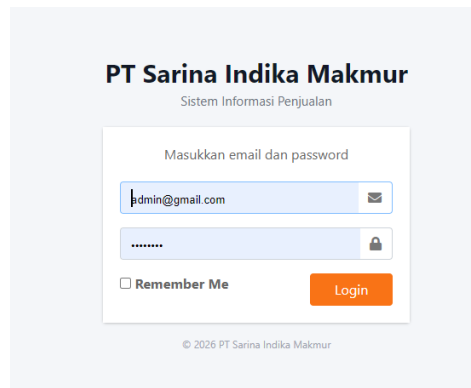 PT Sarina Indika Makmur
Sistem Informasi Penjualan
Masukkan email dan password
admin@gmail.com
••••••••
Remember Me
Login
© 2026 PT Sarina Indika Makmur